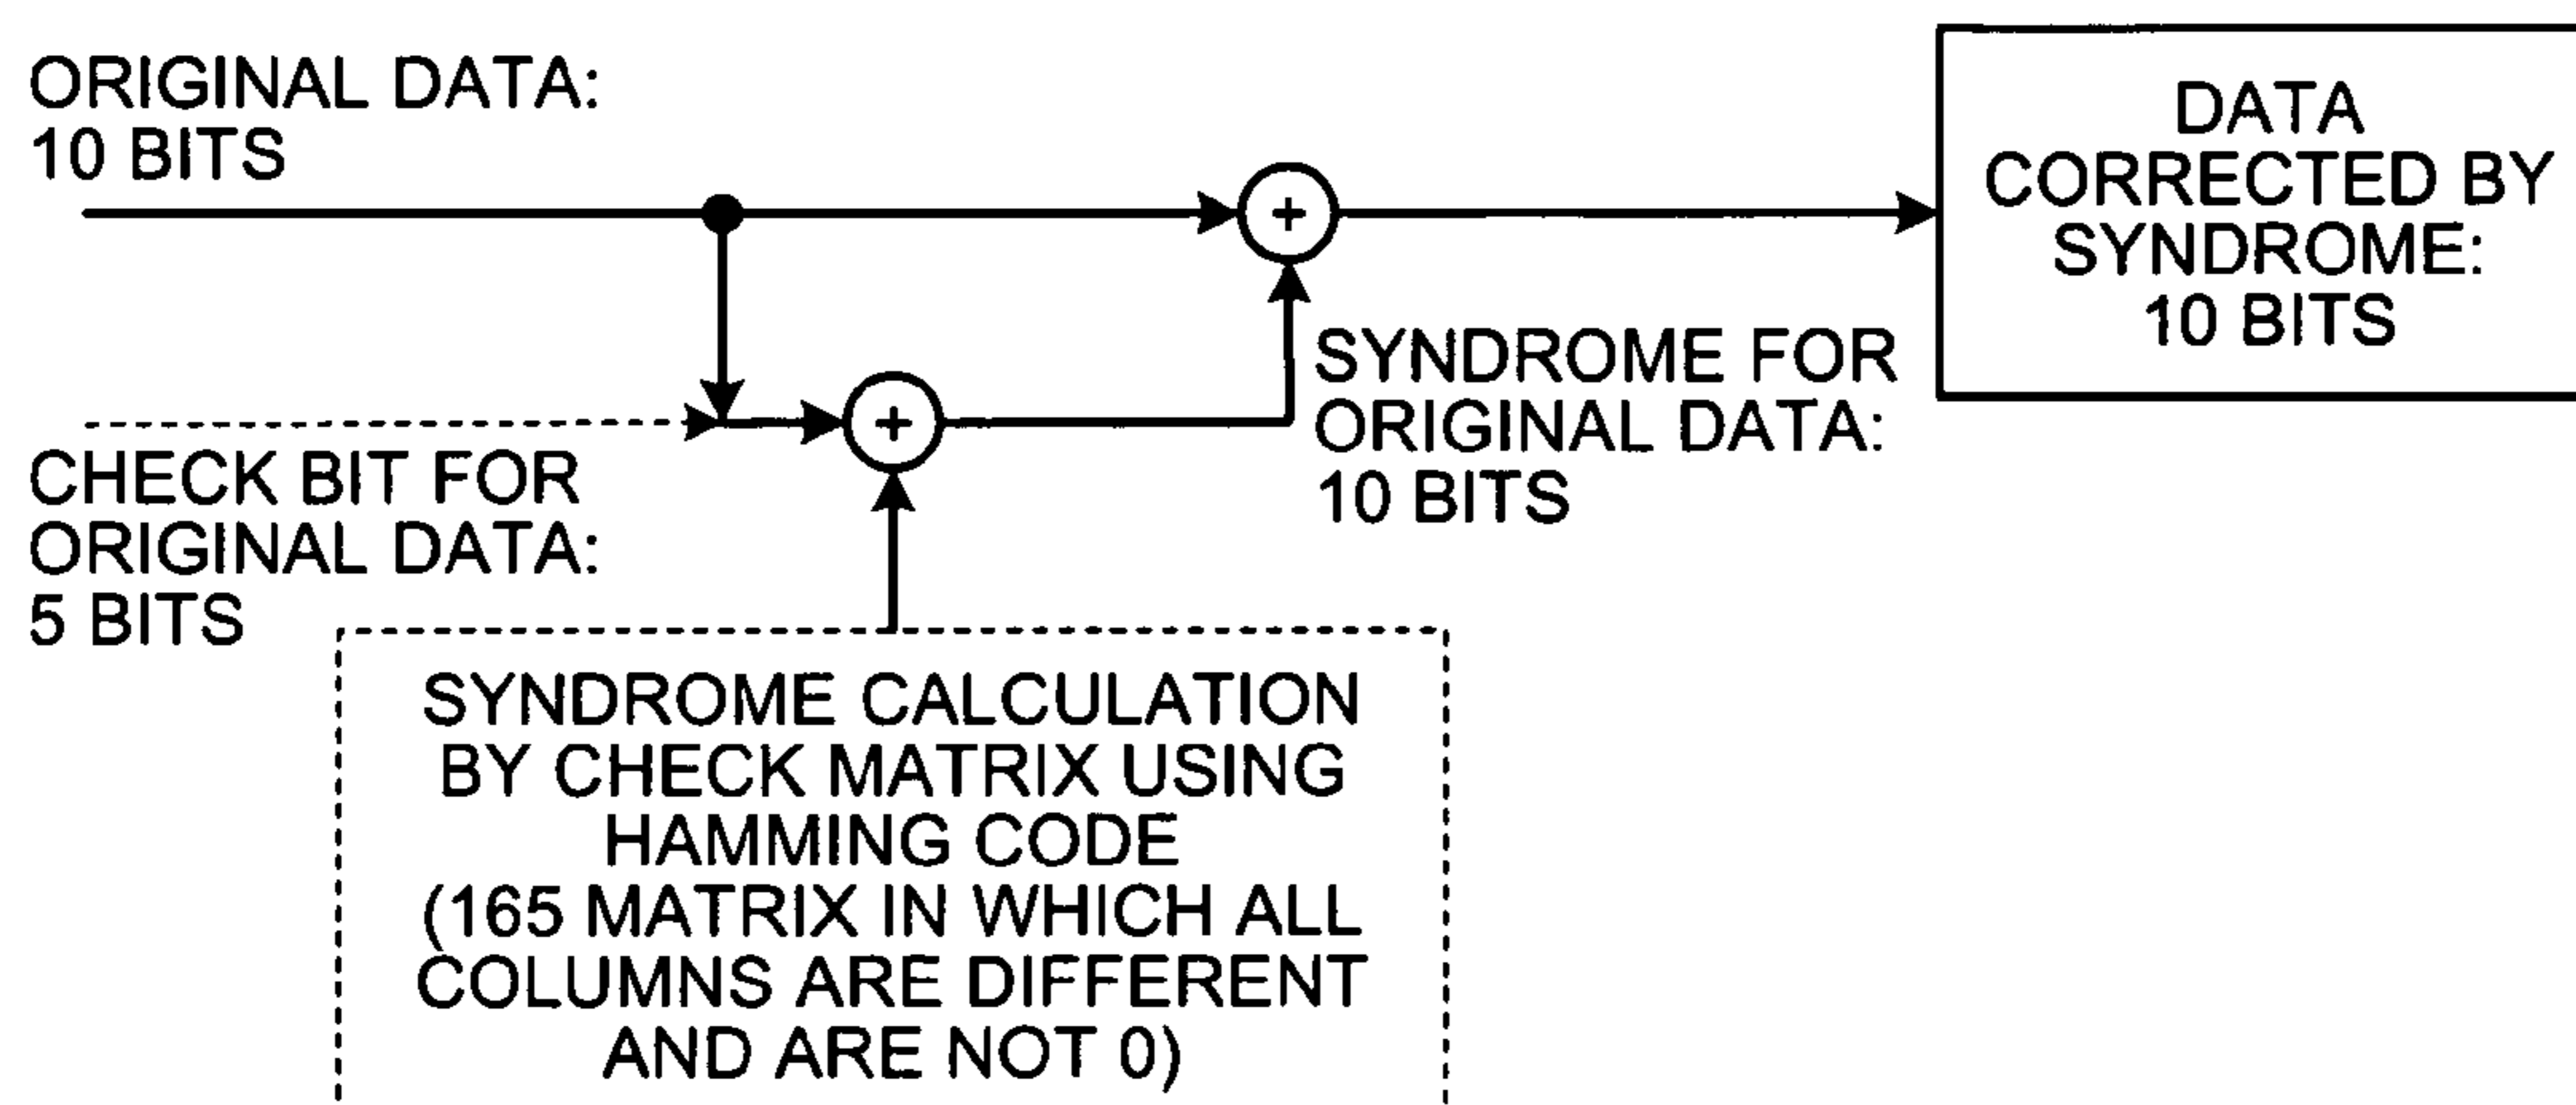 ORIGINAL DATA:
10 BITS
DATA
CORRECTED BY
SYNDROME:
10 BITS
+
SYNDROME FOR
ORIGINAL DATA:
10 BITS
+
CHECK BIT FOR
ORIGINAL DATA:
5 BITS
SYNDROME CALCULATION
BY CHECK MATRIX USING
HAMMING CODE
(165 MATRIX IN WHICH ALL
COLUMNS ARE DIFFERENT
AND ARE NOT 0)